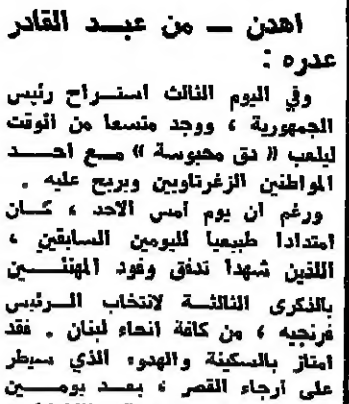 اهدن — من عبد القادر
عدره :
وفي اليوم الثالث استراح رئيس
الجمهورية ، ووجد متسعا من الوقت
ليلعب « دق محبوسة » مع احد
المواطنين الزغرتاويين ويربح عليه .
ورغم ان يوم أمس الاحد ، كان
امتدادا طبيعيا لليومين السابقين ،
اللذين شهدا تدفق وفود المهنئين
بالذكرى الثالثة لانتخاب الرئيس
فرنجيه ، من كافة انحاء لبنان . فقد
امتاز بالسكينة والهدوء الذي سيطر
على ارجاء القصر ، بعد يومين